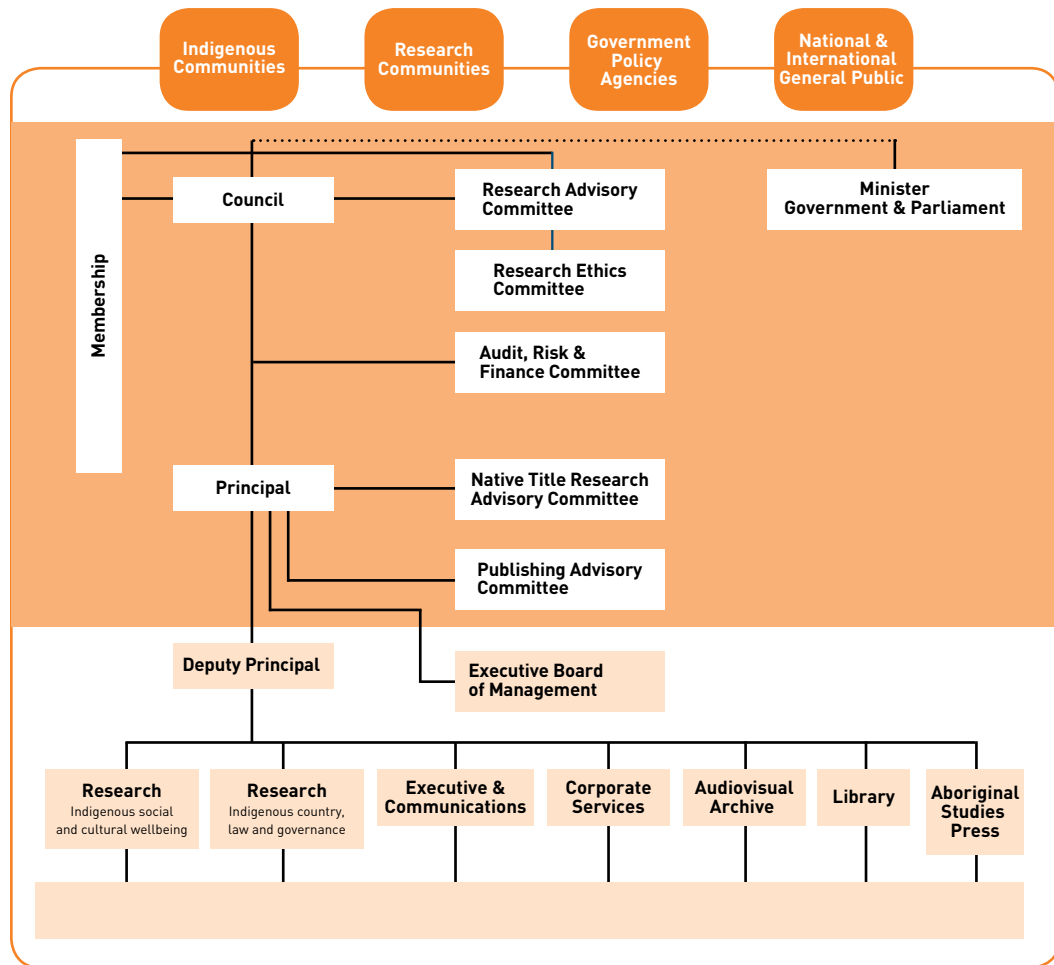 Indigenous
Communities
Research
Communities
Government
Policy
Agencies
National &
International
General Public
Membership
Council
Research Advisory
Committee
Minister
Government & Parliament
Research Ethics
Committee
Audit, Risk &
Finance Committee
Principal
Native Title Research
Advisory Committee
Publishing Advisory
Committee
Deputy Principal
Executive Board
of Management
Research
Indigenous social
and cultural wellbeing
Research
Indigenous country,
law and governance
Executive &
Communications
Corporate
Services
Audiovisual
Archive
Library
Aboriginal
Studies
Press